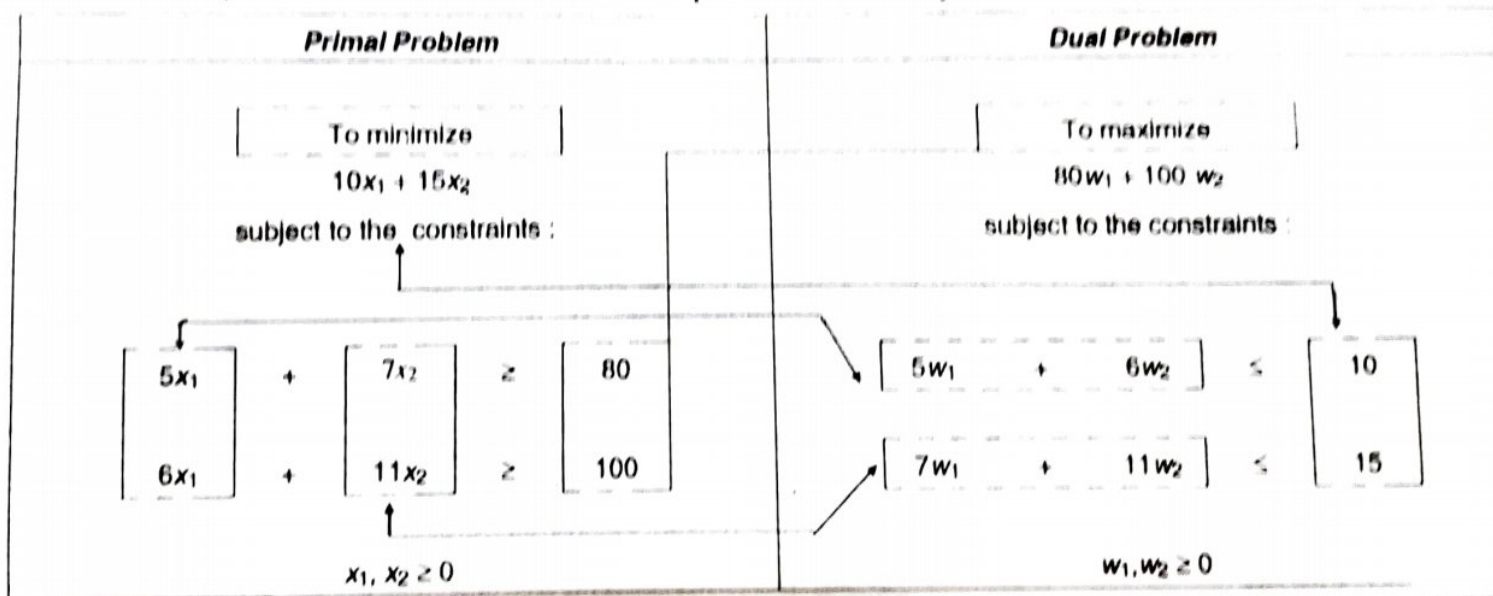 Primal Problem
Dual Problem
To minimize
10x₁ + 15x₂
subject to the constraints :
5x₁ + 7x₂ ≥ 80
6x₁ + 11x₂ ≥ 100
x₁, x₂ ≥ 0
To maximize
80w₁ + 100 w₂
subject to the constraints :
5w₁ + 6w₂ ≤ 10
7w₁ + 11w₂ ≤ 15
w₁, w₂ ≥ 0